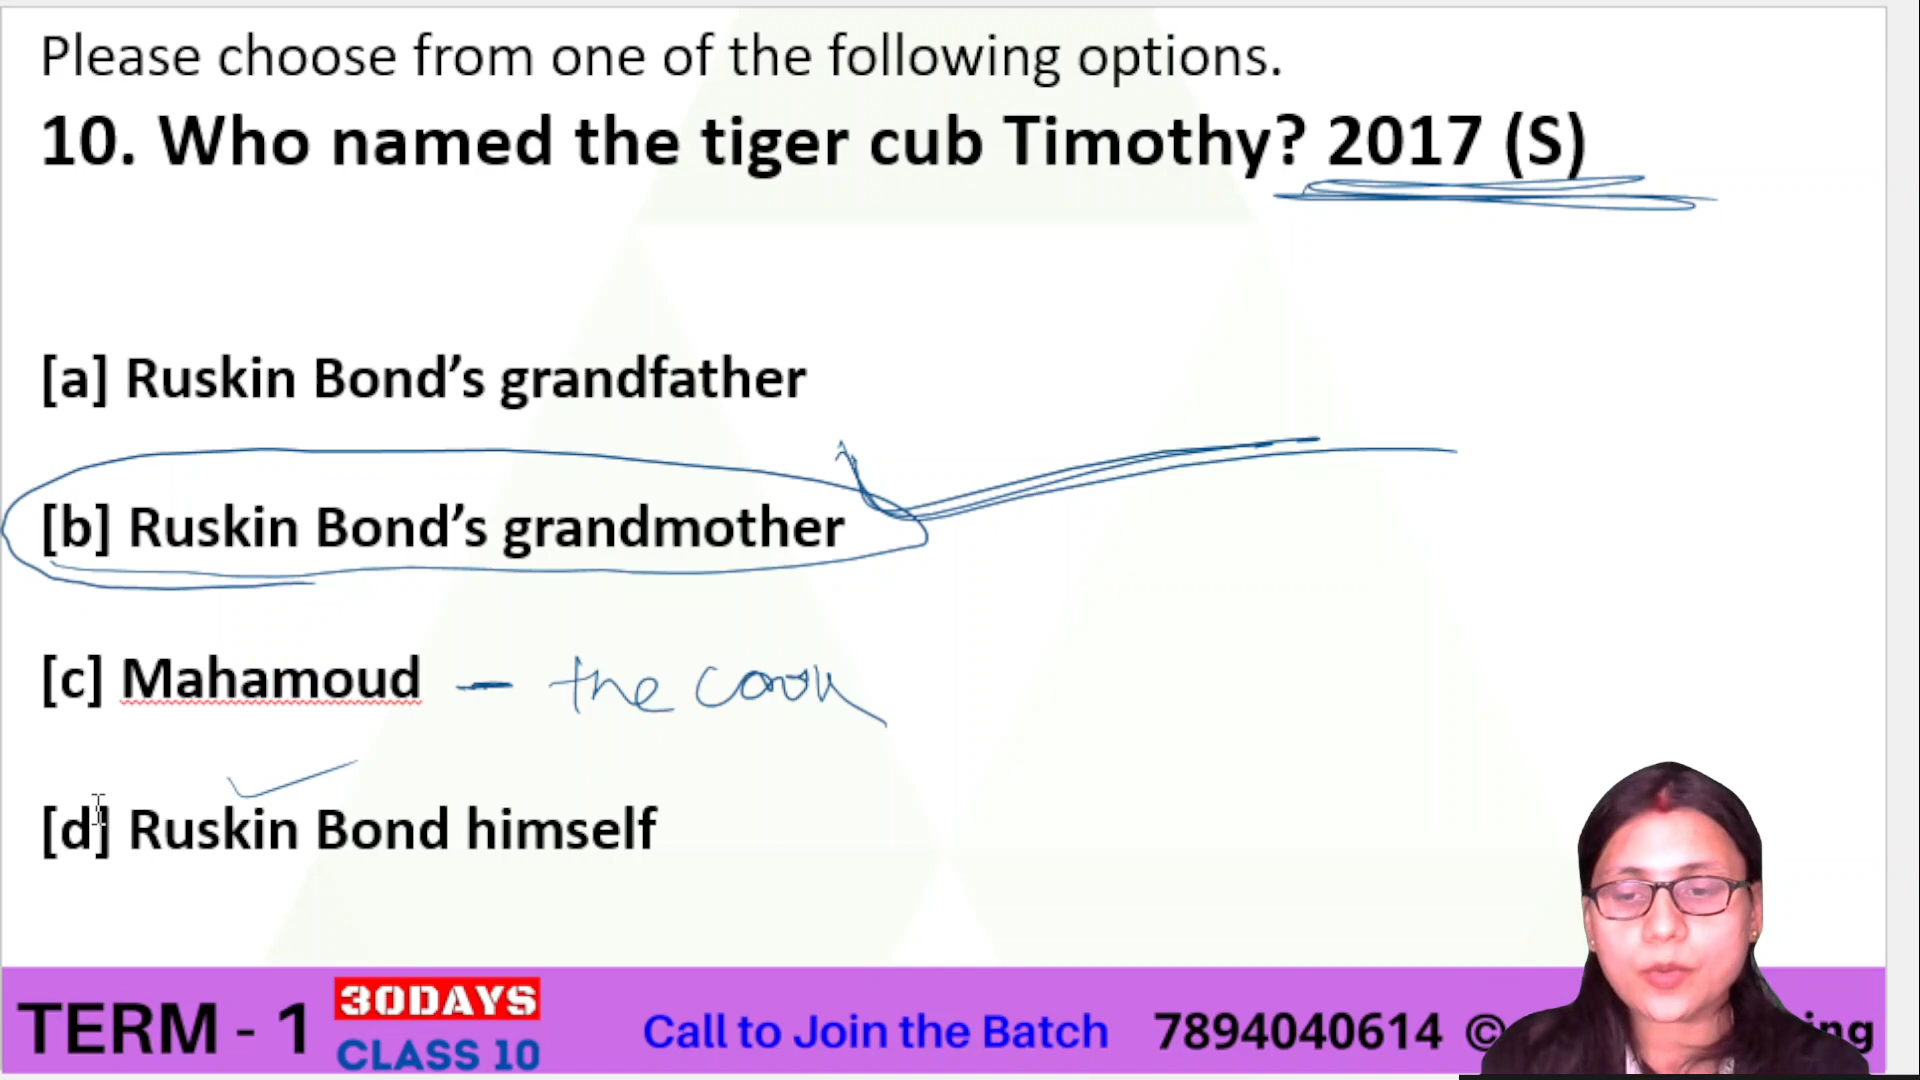 Please choose from one of the following options.
10. Who named the tiger cub Timothy? 2017 (S)
[a] Ruskin Bond’s grandfather
[b] Ruskin Bond’s grandmother
[c] Mahamoud - the cook
[d] Ruskin Bond himself
TERM - 1 30DAYS CLASS 10 Call to Join the Batch 7894040614 ©